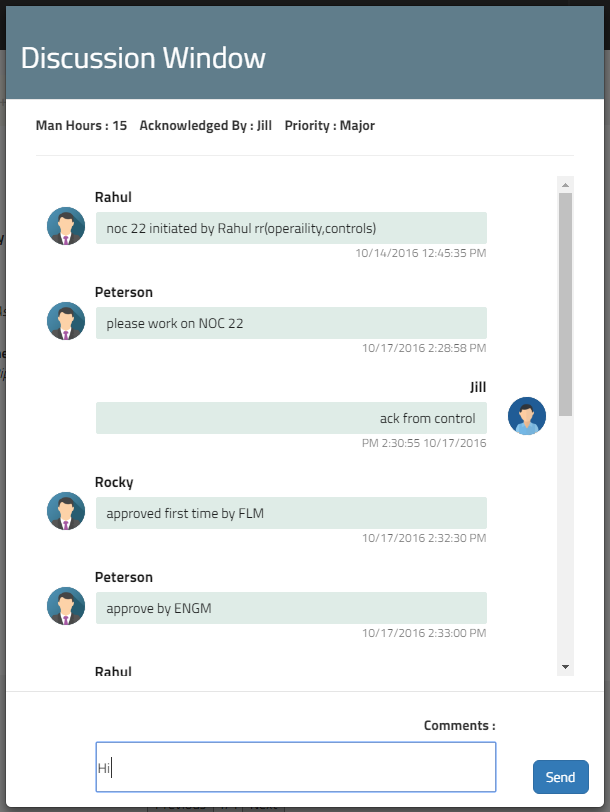 Discussion Window
Man Hours : 15 Acknowledged By : Jill Priority : Major
Rahul
noc 22 initiated by Rahul rr(operaility,controls)
10/14/2016 12:45:35 PM
Peterson
please work on NOC 22
10/17/2016 2:28:58 PM
Jill
ack from control
PM 2:30:55 10/17/2016
Rocky
approved first time by FLM
10/17/2016 2:32:30 PM
Peterson
approve by ENGM
10/17/2016 2:33:00 PM
Rahul
Comments :
Hi
Send